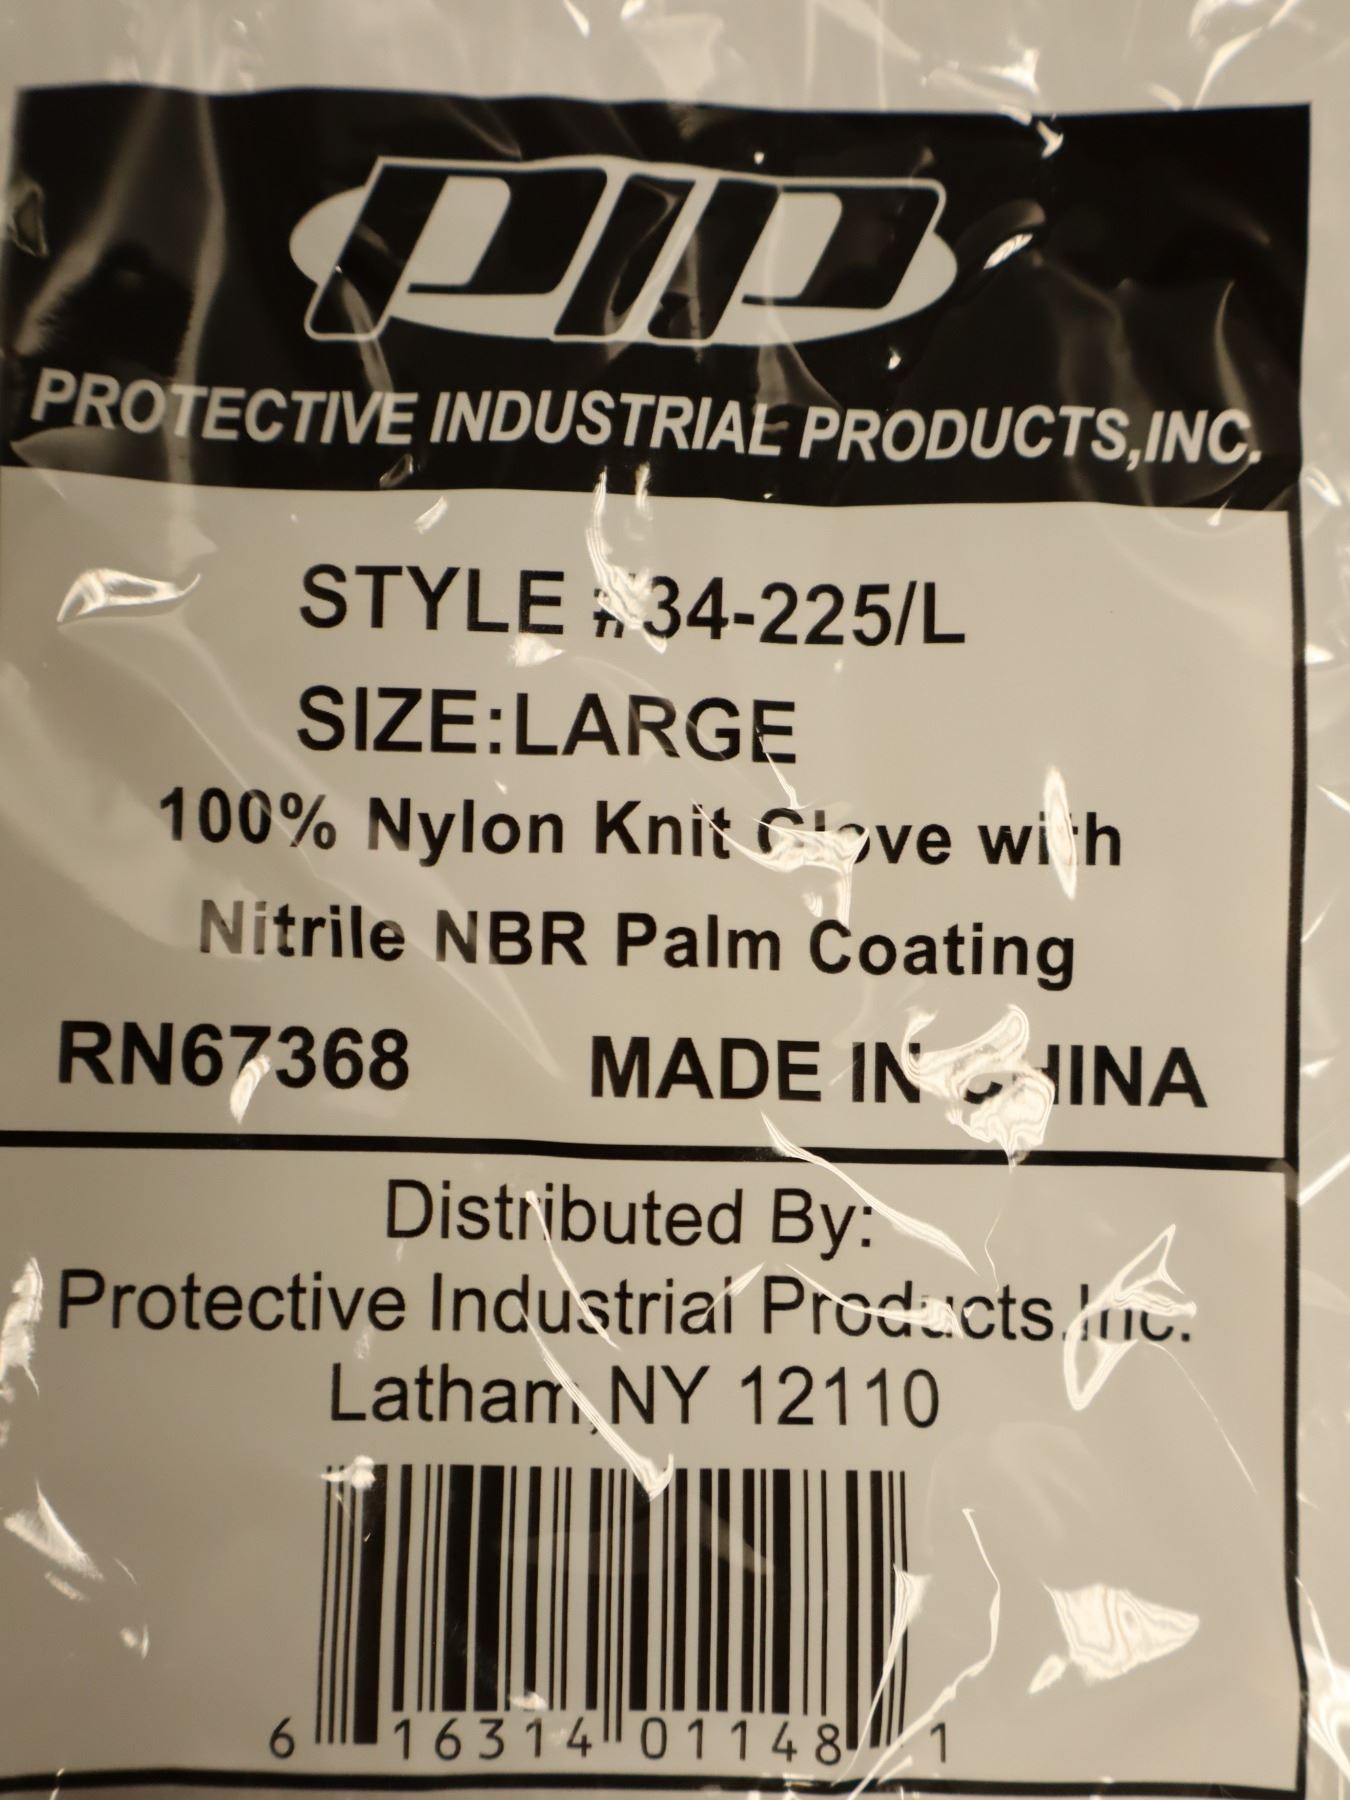 PIP
PROTECTIVE INDUSTRIAL PRODUCTS,INC.
STYLE #34-225/L
SIZE:LARGE
100% Nylon Knit Glove with
Nitrile NBR Palm Coating
RN67368 MADE IN CHINA
Distributed By:
Protective Industrial Products,Inc.
Latham,NY 12110
6 16314 01148 1